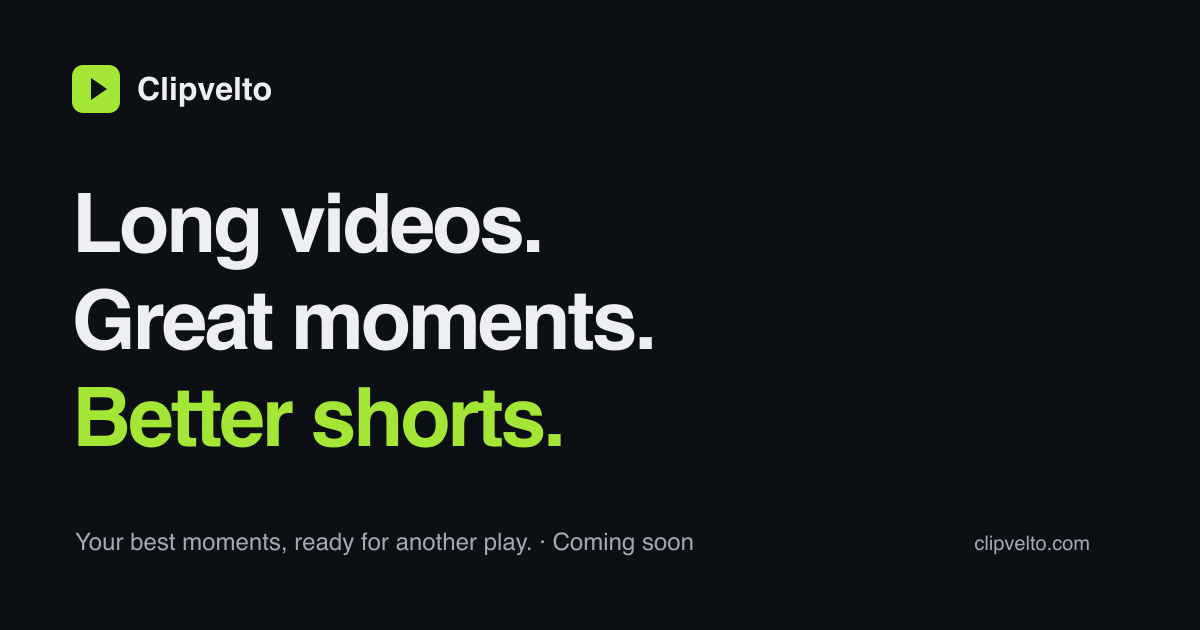 Clipvelto
Long videos.
Great moments.
Better shorts.
Your best moments, ready for another play. · Coming soon
clipvelto.com